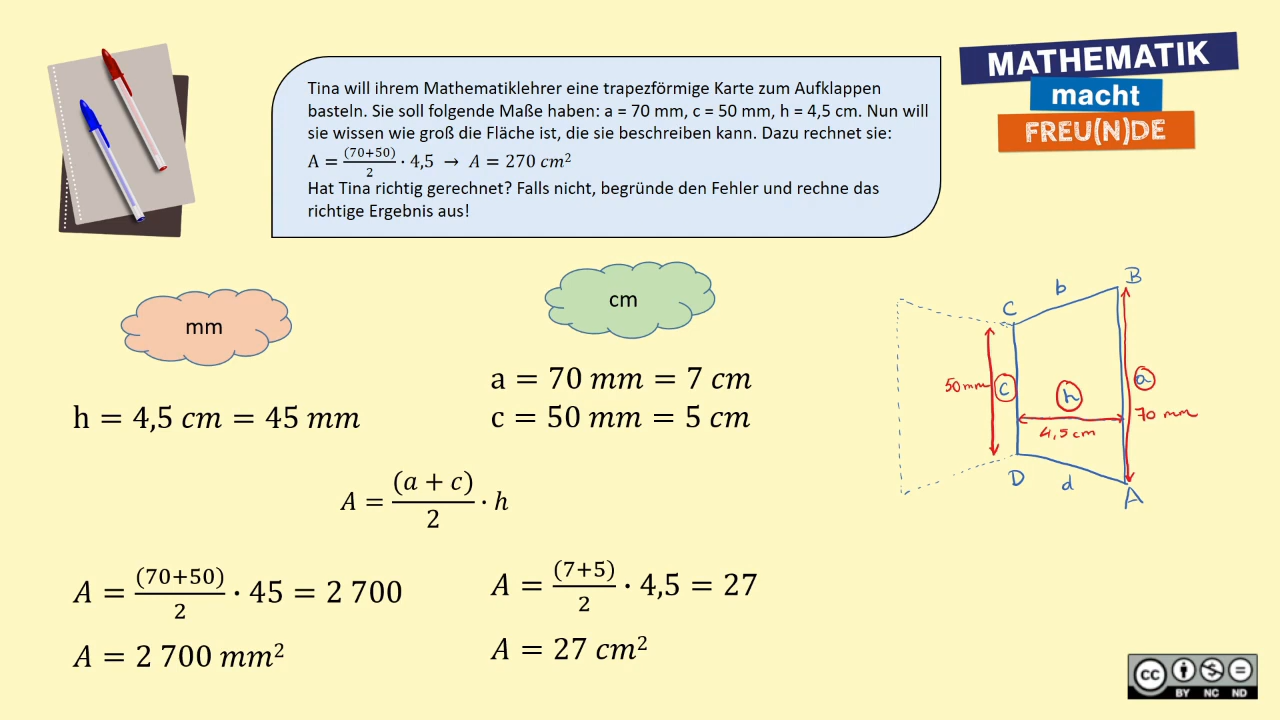 MATHEMATIK
macht
FREU(N)DE
Tina will ihrem Mathematiklehrer eine trapezförmige Karte zum Aufklappen
basteln. Sie soll folgende Maße haben: a = 70 mm, c = 50 mm, h = 4,5 cm. Nun will
sie wissen wie groß die Fläche ist, die sie beschreiben kann. Dazu rechnet sie:
A = (70+50)/2 · 4,5 → A = 270 cm²
Hat Tina richtig gerechnet? Falls nicht, begründe den Fehler und rechne das
richtige Ergebnis aus!
mm
h = 4,5 cm = 45 mm
cm
a = 70 mm = 7 cm
c = 50 mm = 5 cm
A = (a + c)/2 · h
A = (70+50)/2 · 45 = 2 700
A = 2 700 mm²
A = (7+5)/2 · 4,5 = 27
A = 27 cm²
B
b
C
50 mm
c
h
a
70 mm
4,5 cm
D
d
A
cc
BY NC ND